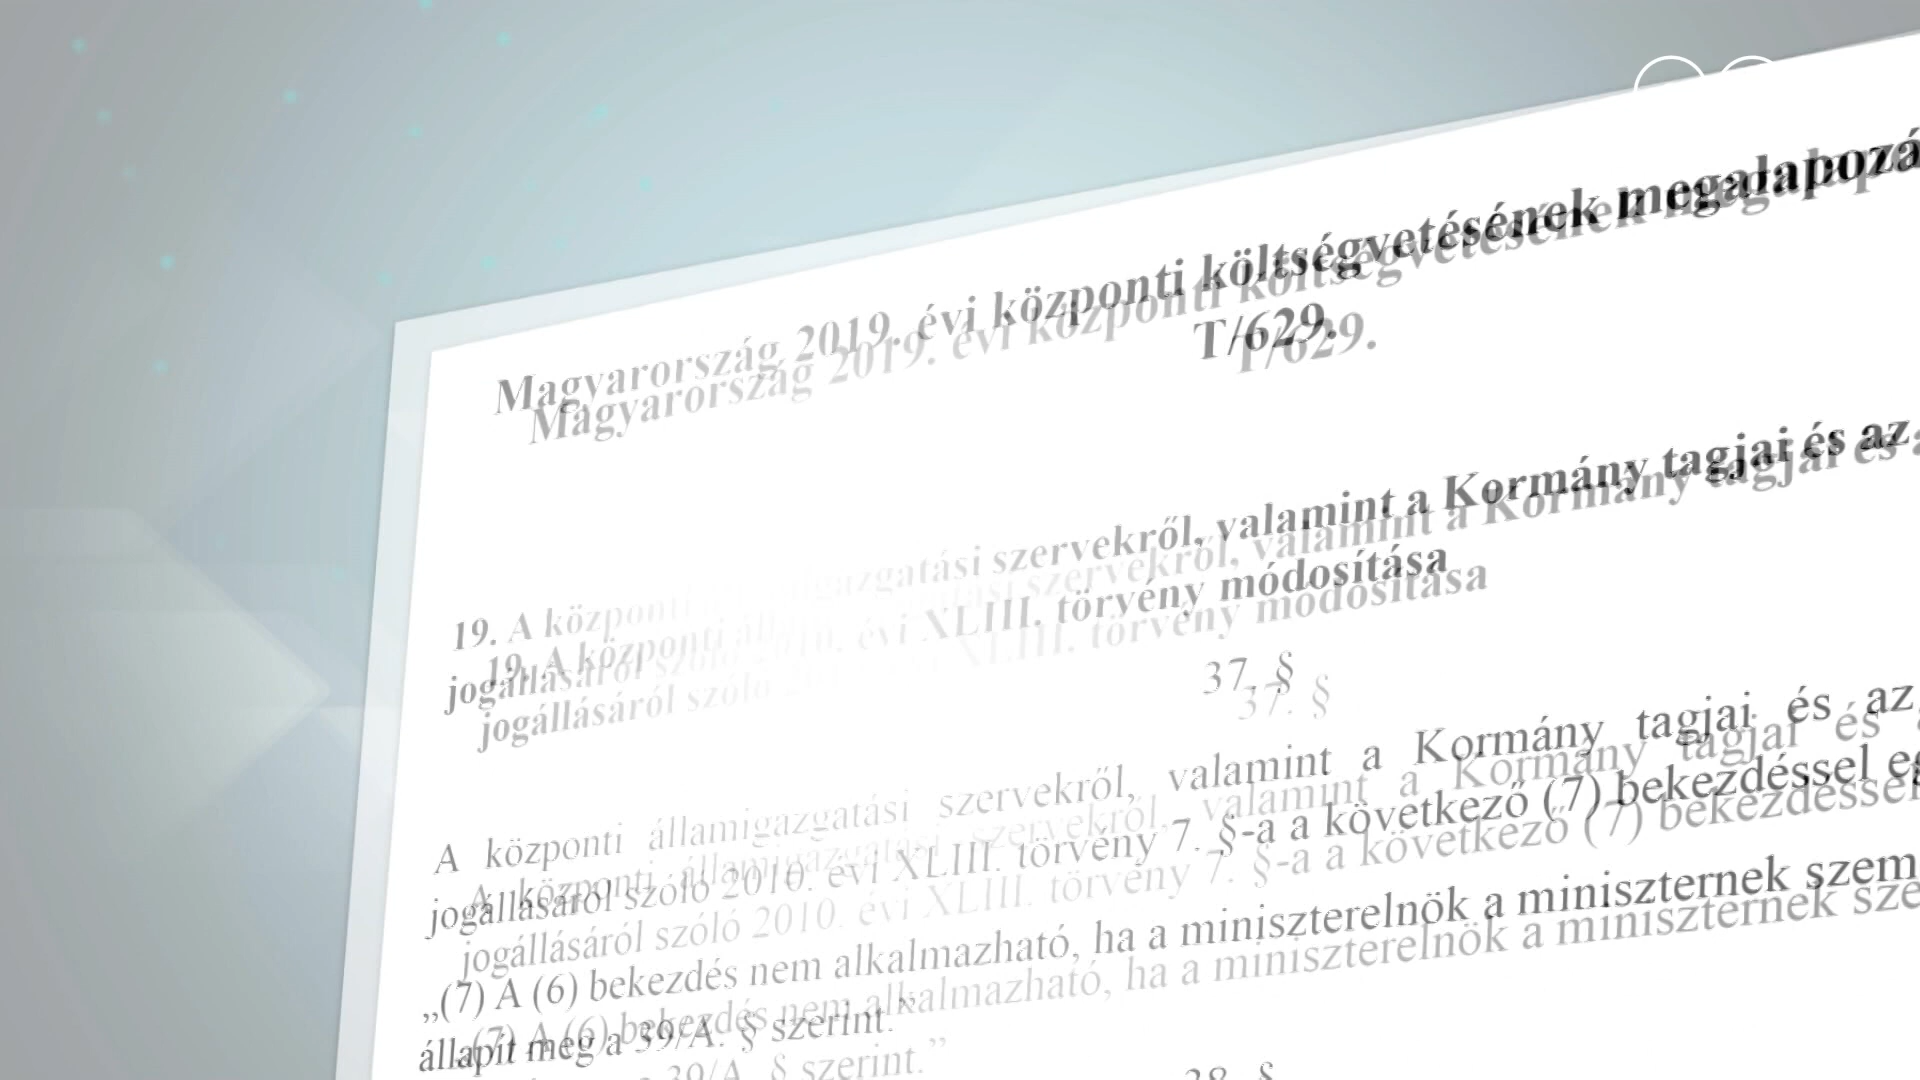 Magyarország 2019. évi központi költségvetésének megalapozá
T/629.
19. A központi államigazgatási szervekről, valamint a Kormány tagjai és az
jogállásáról szóló 2010. évi XLIII. törvény módosítása
37. §
A központi államigazgatási szervekről, valamint a Kormány tagjai és az
jogállásáról szóló 2010. évi XLIII. törvény 7. §-a a következő (7) bekezdéssel eg
„(7) A (6) bekezdés nem alkalmazható, ha a miniszterelnök a miniszternek szem
állapít meg a 39/A. § szerint.”
38. §